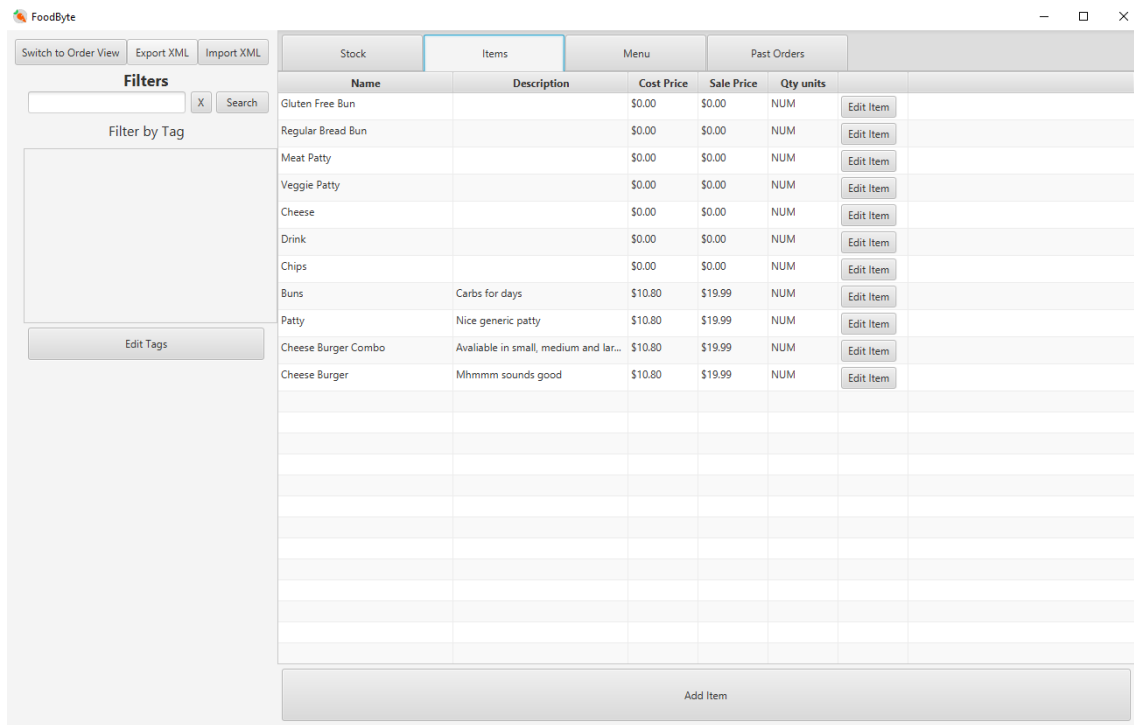 FoodByte
Switch to Order View Export XML Import XML
Filters
X Search
Filter by Tag
Edit Tags
Stock Items Menu Past Orders
Name Description Cost Price Sale Price Qty units
Gluten Free Bun $0.00 $0.00 NUM Edit Item
Regular Bread Bun $0.00 $0.00 NUM Edit Item
Meat Patty $0.00 $0.00 NUM Edit Item
Veggie Patty $0.00 $0.00 NUM Edit Item
Cheese $0.00 $0.00 NUM Edit Item
Drink $0.00 $0.00 NUM Edit Item
Chips $0.00 $0.00 NUM Edit Item
Buns Carbs for days $10.80 $19.99 NUM Edit Item
Patty Nice generic patty $10.80 $19.99 NUM Edit Item
Cheese Burger Combo Avaliable in small, medium and lar... $10.80 $19.99 NUM Edit Item
Cheese Burger Mhmmm sounds good $10.80 $19.99 NUM Edit Item
Add Item